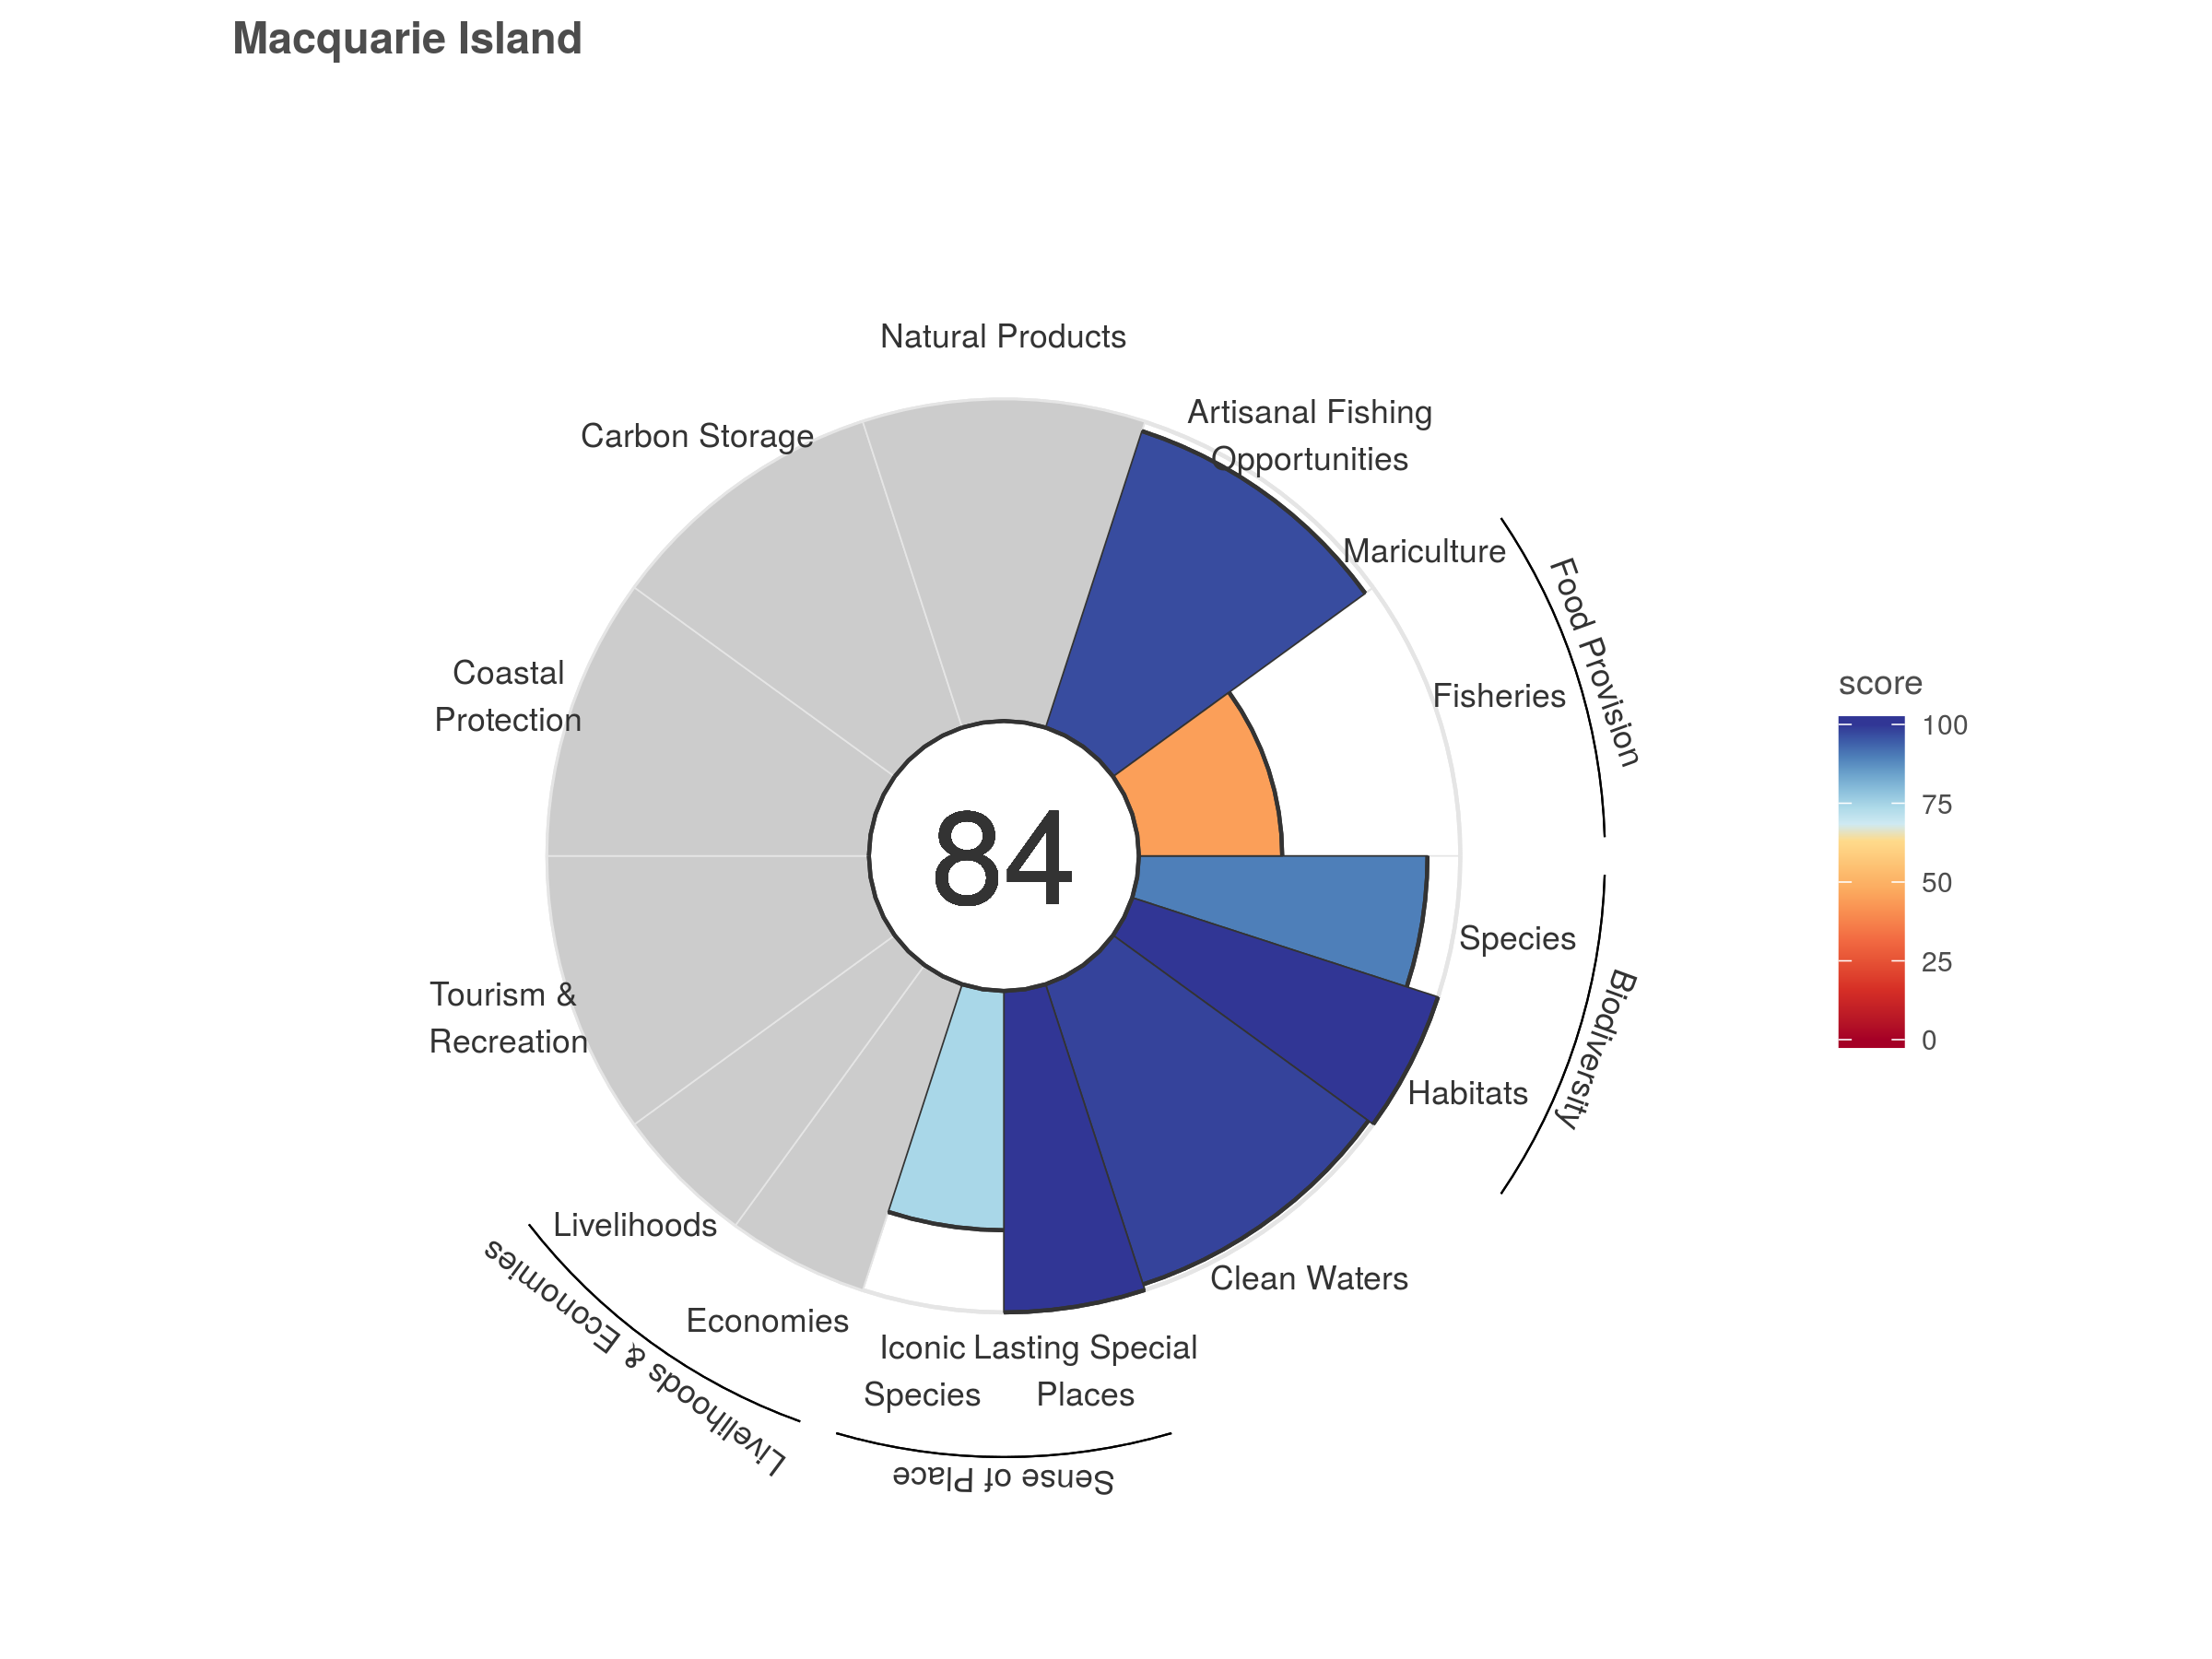 Macquarie Island
Natural Products
Artisanal Fishing
Opportunities
Carbon Storage
Mariculture
Food Provision
Fisheries
Coastal
Protection
84
Species
Biodiversity
Habitats
Tourism &
Recreation
Livelihoods
Livelihoods & Economies
Economies
Clean Waters
Iconic
Species
Lasting Special
Places
Sense of Place
score
100
75
50
25
0